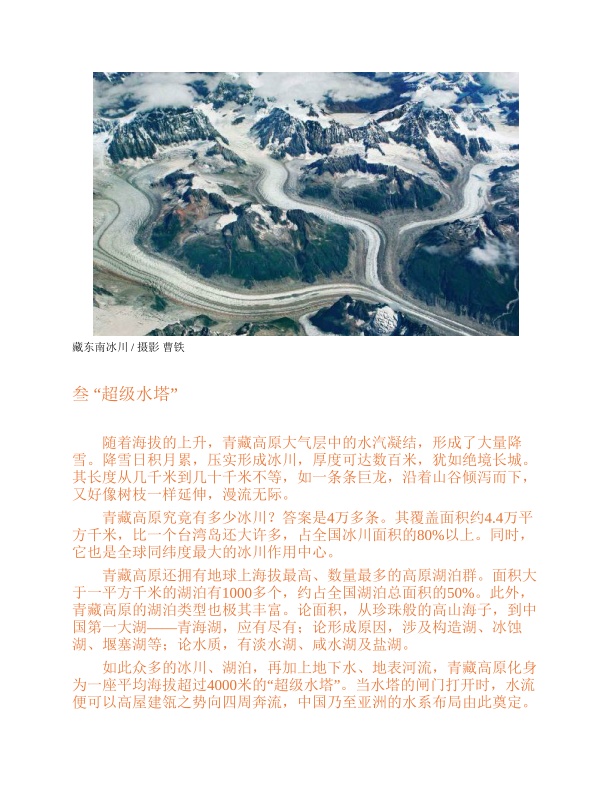 藏东南冰川 / 摄影 曹铁
叁 “超级水塔”
随着海拔的上升，青藏高原大气层中的水汽凝结，形成了大量降
雪。降雪日积月累，压实形成冰川，厚度可达数百米，犹如绝境长城。
其长度从几千米到几十千米不等，如一条条巨龙，沿着山谷倾泻而下，
又好像树枝一样延伸，漫流无际。
青藏高原究竟有多少冰川？答案是4万多条。其覆盖面积约4.4万平
方千米，比一个台湾岛还大许多，占全国冰川面积的80%以上。同时，
它也是全球同纬度最大的冰川作用中心。
青藏高原还拥有地球上海拔最高、数量最多的高原湖泊群。面积大
于一平方千米的湖泊有1000多个，约占全国湖泊总面积的50%。此外，
青藏高原的湖泊类型也极其丰富。论面积，从珍珠般的高山海子，到中
国第一大湖——青海湖，应有尽有；论形成原因，涉及构造湖、冰蚀
湖、堰塞湖等；论水质，有淡水湖、咸水湖及盐湖。
如此众多的冰川、湖泊，再加上地下水、地表河流，青藏高原化身
为一座平均海拔超过4000米的“超级水塔”。当水塔的闸门打开时，水流
便可以高屋建瓴之势向四周奔流，中国乃至亚洲的水系布局由此奠定。